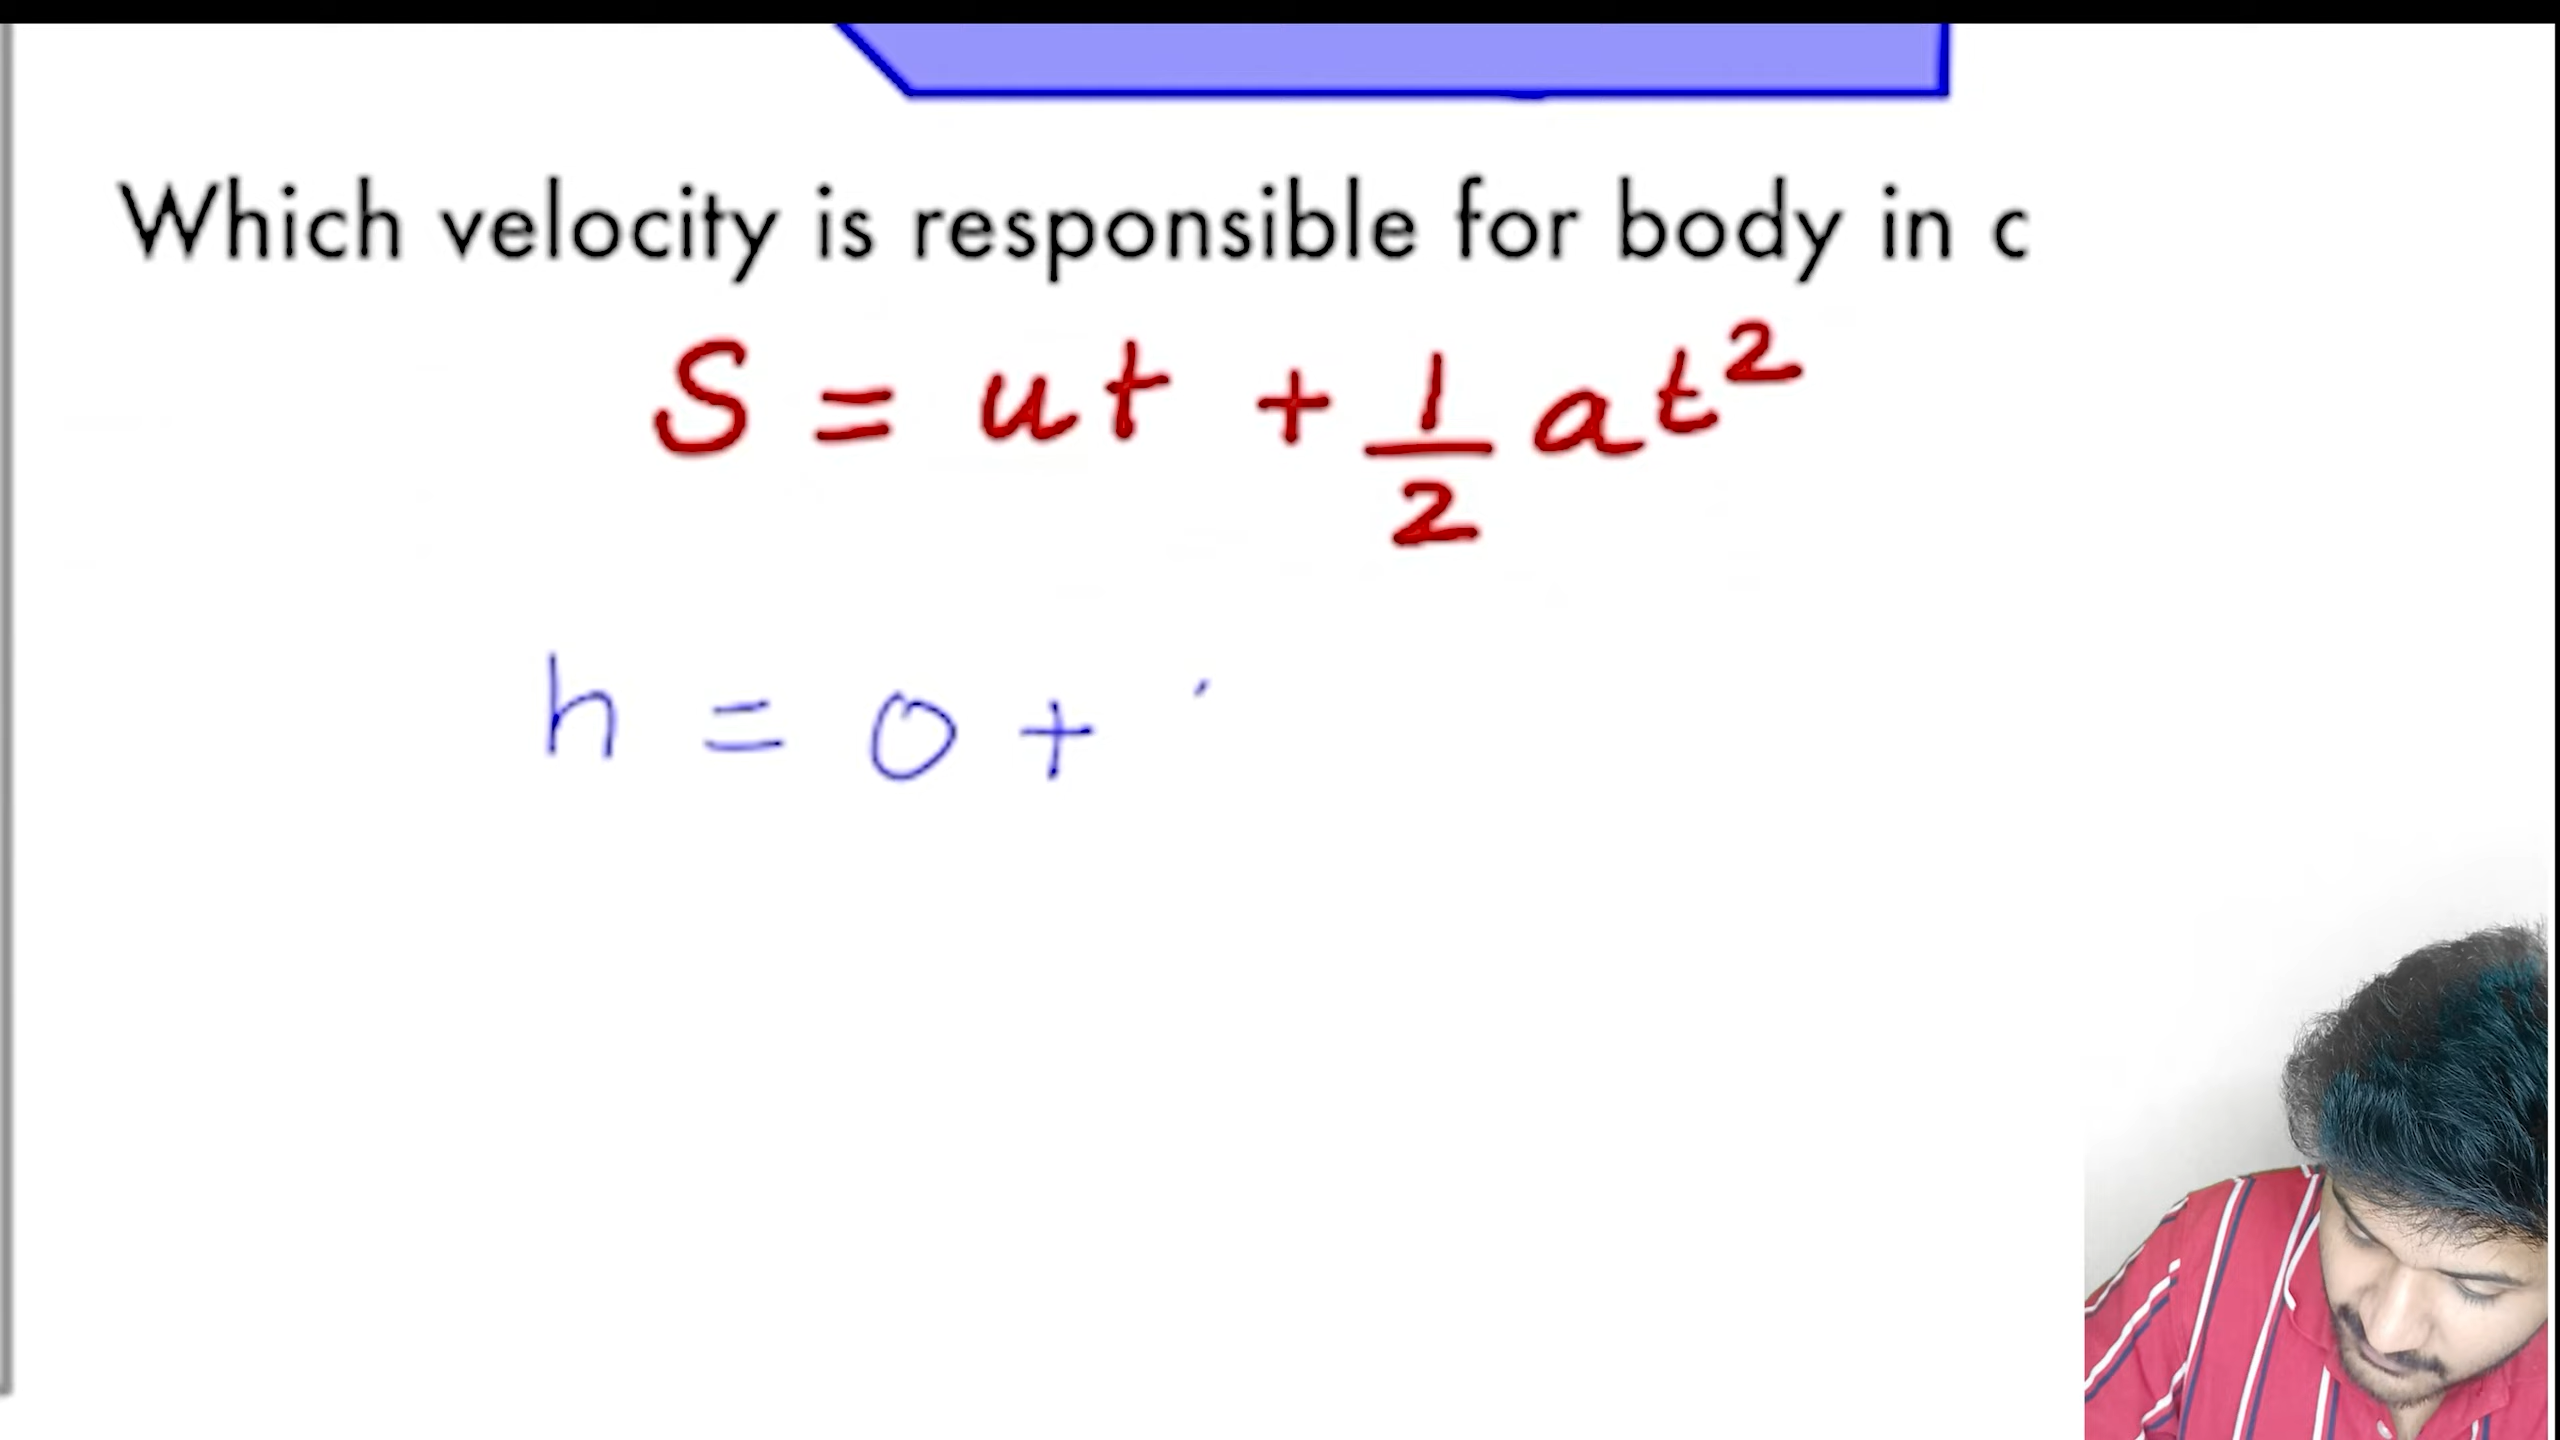 Which velocity is responsible for body in c
S = ut + 1/2 at²
h = 0 +